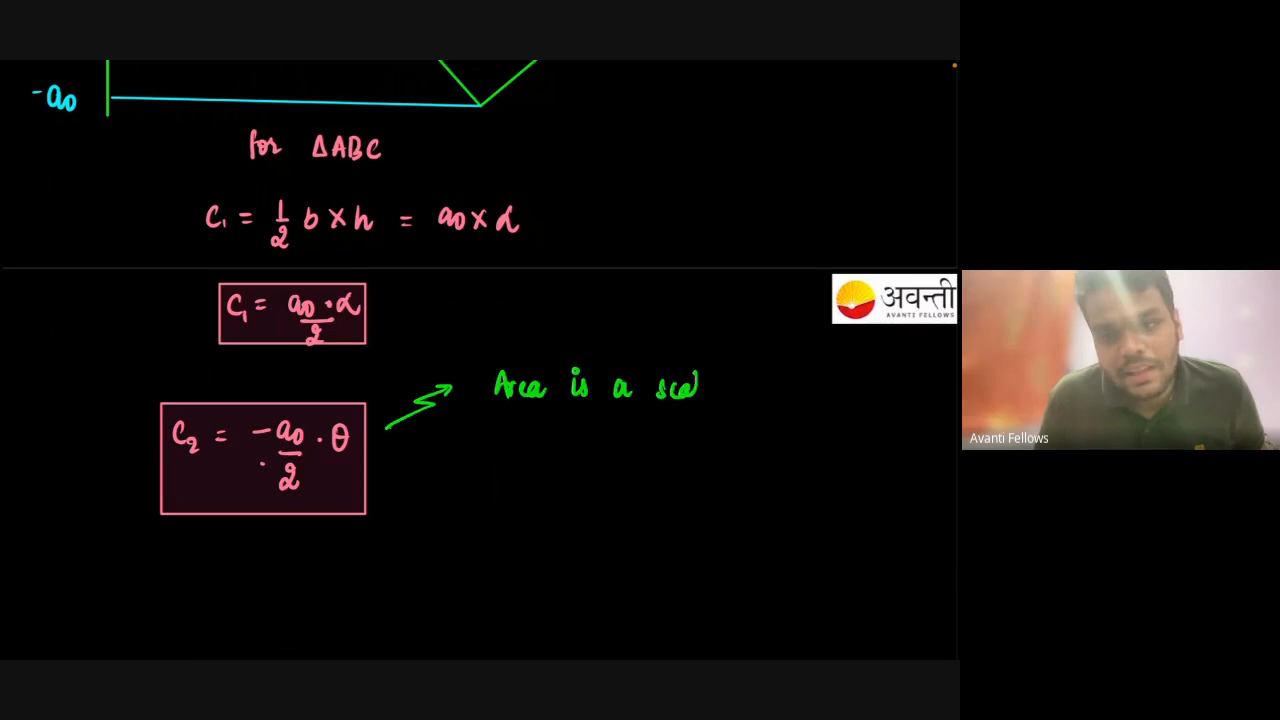 -a₀
for ΔABC
C₁ = 1/2 b × h = a₀ × α
C₁ = a₀ · α / 2
अवन्ती
AVANTI FELLOWS
Area is a scal
C₂ = -a₀/2 · θ
Avanti Fellows